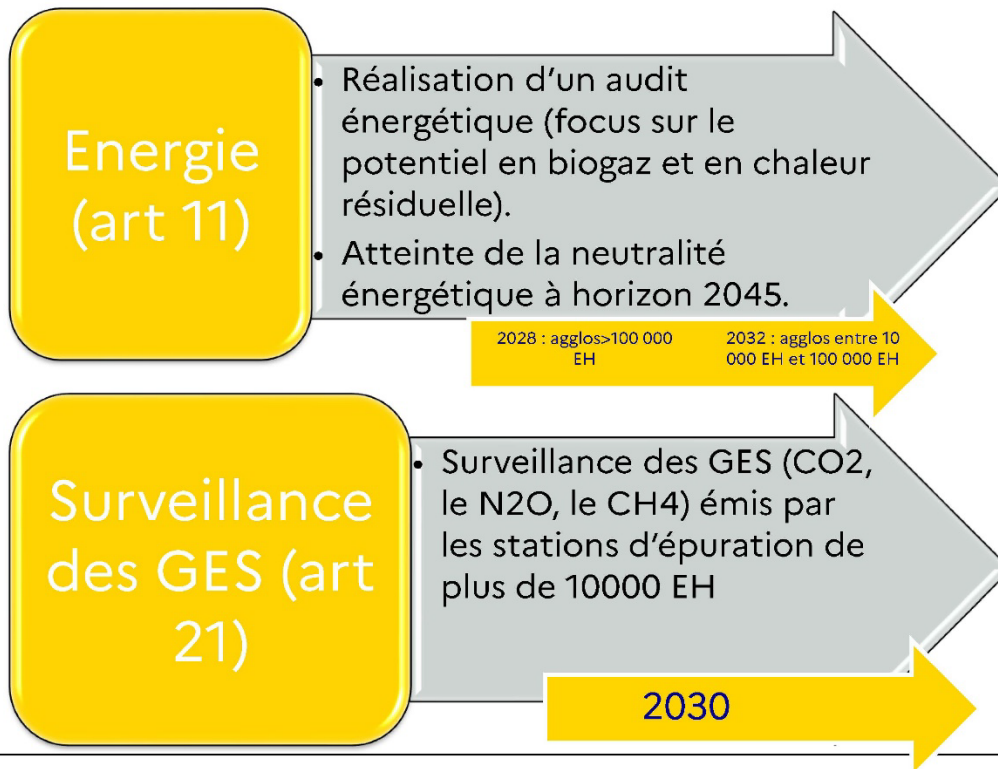 Energie
(art 11)
• Réalisation d'un audit
énergétique (focus sur le
potentiel en biogaz et en chaleur
résiduelle).
• Atteinte de la neutralité
énergétique à horizon 2045.
2028 : agglos>100 000
EH
2032 : agglos entre 10
000 EH et 100 000 EH
Surveillance
des GES (art
21)
• Surveillance des GES (CO2,
le N2O, le CH4) émis par
les stations d'épuration de
plus de 10000 EH
2030